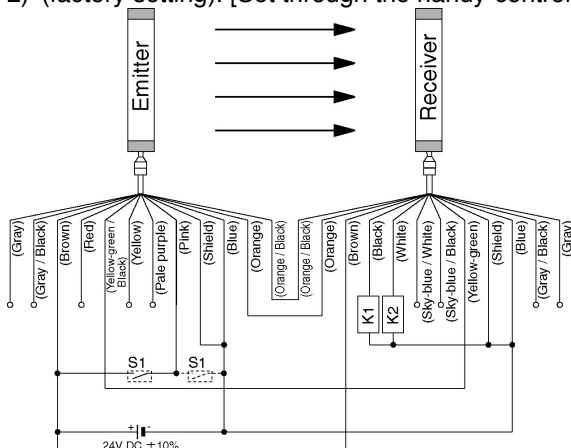 2) (factory setting). [Set through the handy-control
Emitter
Receiver
(Gray)
(Gray / Black)
(Brown)
(Red)
(Yellow-green /
Black)
(Yellow)
(Pale purple)
(Pink)
(Shield)
(Blue)
(Orange)
(Orange / Black)
(Orange / Black)
(Orange)
(Brown)
(Black)
(White)
(Sky-blue / White)
(Sky-blue / Black)
(Yellow-green)
(Shield)
(Blue)
(Gray / Black)
(Gray)
K1
K2
S1
S1
+
-
24V DC ±10%